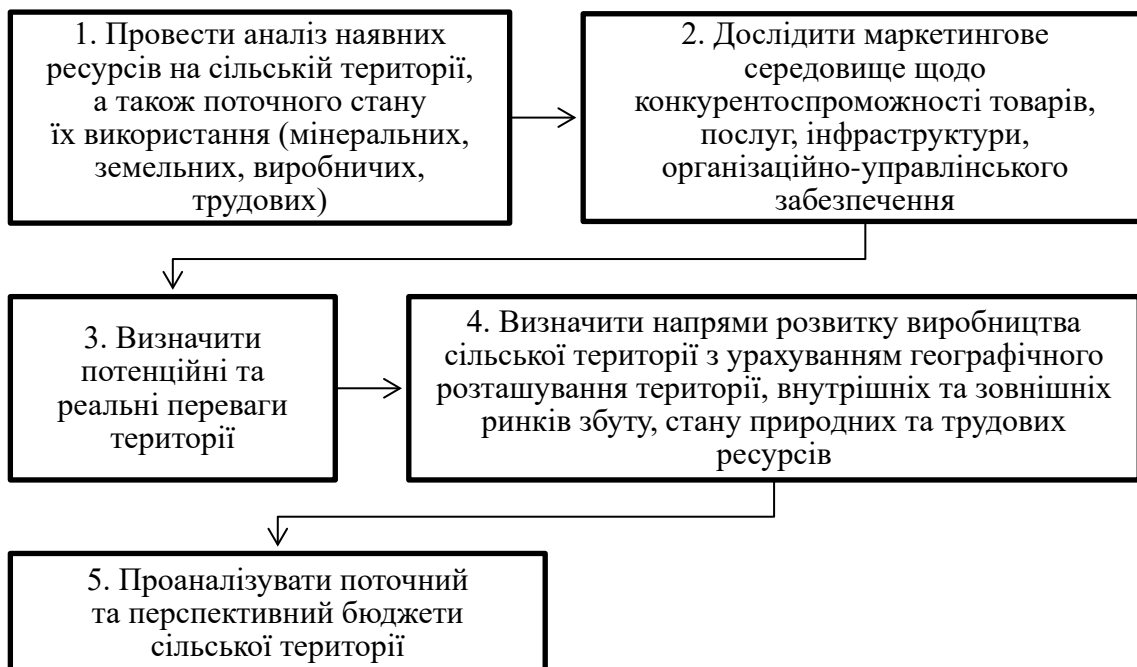 1. Провести аналіз наявних
ресурсів на сільській території,
а також поточного стану
їх використання (мінеральних,
земельних, виробничих,
трудових)
2. Дослідити маркетингове
середовище щодо
конкурентоспроможності товарів,
послуг, інфраструктури,
організаційно-управлінського
забезпечення
3. Визначити
потенційні та
реальні переваги
території
4. Визначити напрями розвитку виробництва
сільської території з урахуванням географічного
розташування території, внутрішніх та зовнішніх
ринків збуту, стану природних та трудових
ресурсів
5. Проаналізувати поточний
та перспективний бюджети
сільської території